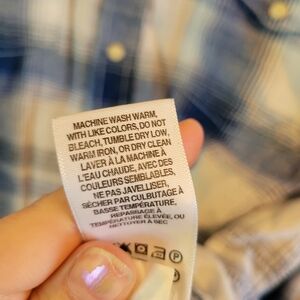 MACHINE WASH WARM,
WITH LIKE COLORS, DO NOT
BLEACH, TUMBLE DRY LOW,
WARM IRON, OR DRY CLEAN
LAVER À LA MACHINE À
L'EAU CHAUDE, AVEC DES
COULEURS SEMBLABLES,
NE PAS JAVELLISER,
SÉCHER PAR CULBUTAGE À
BASSE TEMPÉRATURE,
REPASSAGE À
TEMPÉRATURE ÉLEVÉE, OU
NETTOYER À SEC
P